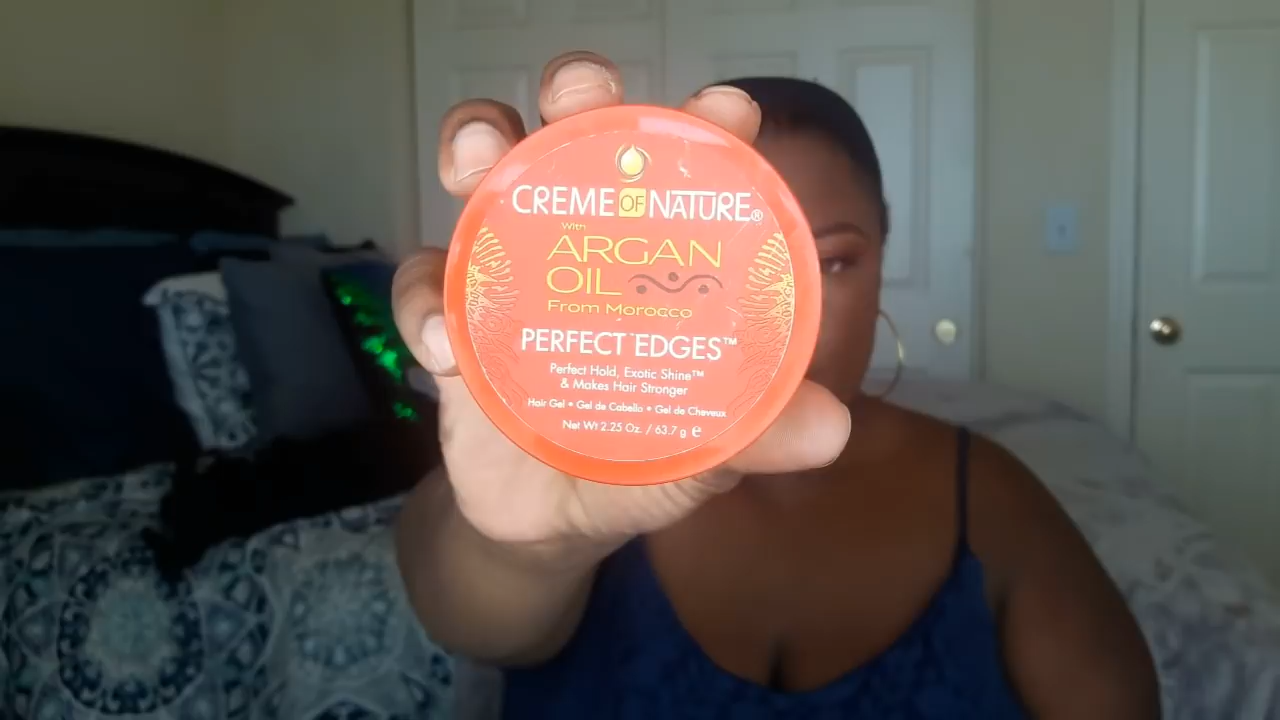 CREME OF NATURE®
With
ARGAN
OIL
From Morocco
PERFECT EDGES™
Perfect Hold, Exotic Shine™
& Makes Hair Stronger
Hair Gel • Gel de Cabello • Gel de Cheveux
Net Wt 2.25 Oz. / 63.7 g ℮